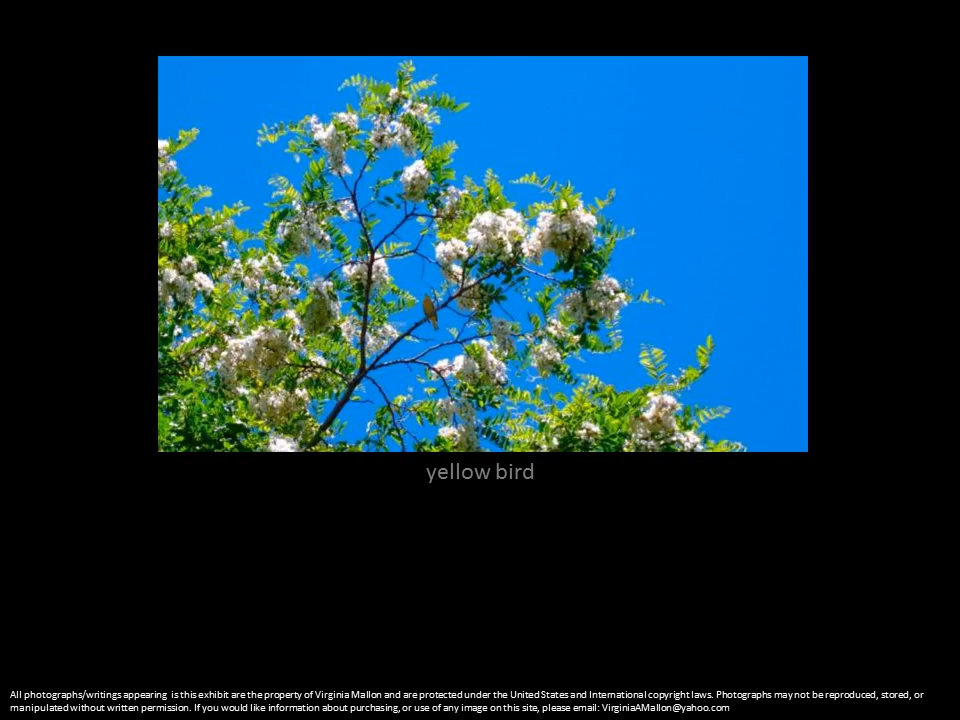 yellow bird
All photographs/writings appearing  is this exhibit are the property of Virginia Mallon and are protected under the United States and International copyright laws. Photographs may not be reproduced, stored, or
manipulated without written permission. If you would like information about purchasing, or use of any image on this site, please email: VirginiaAMallon@yahoo.com